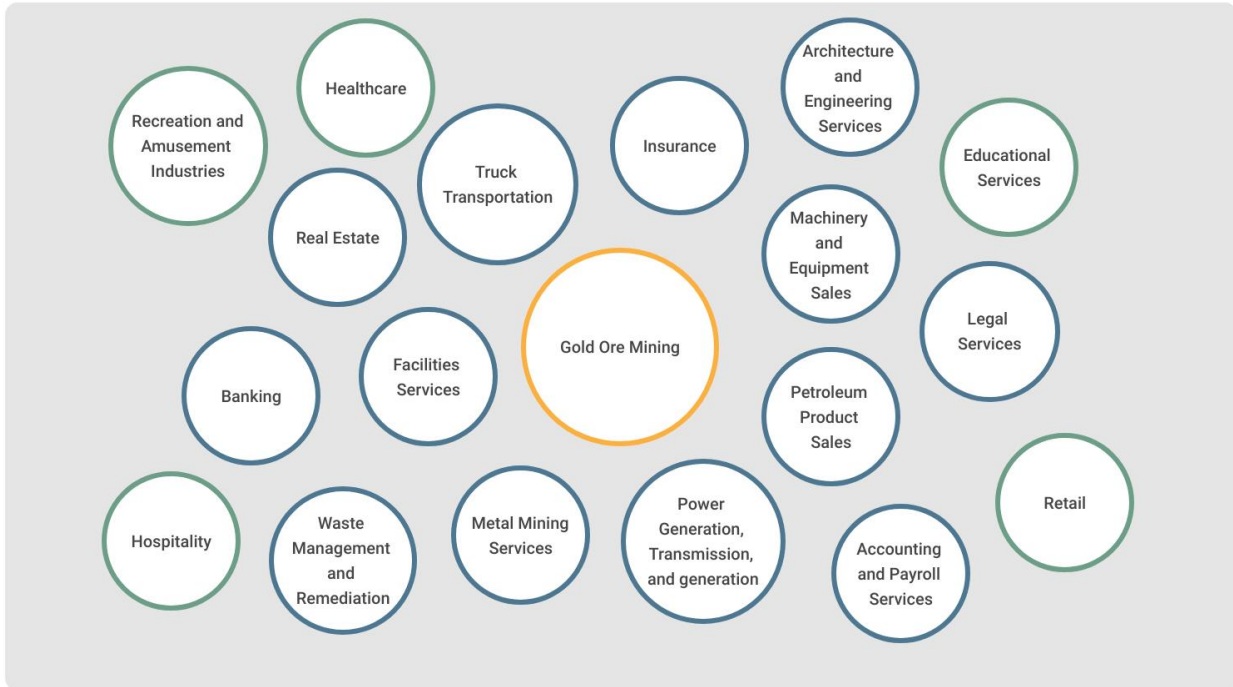 Healthcare
Recreation and
Amusement
Industries
Truck
Transportation
Insurance
Architecture
and
Engineering
Services
Educational
Services
Real Estate
Machinery
and
Equipment
Sales
Legal
Services
Gold Ore Mining
Banking
Facilities
Services
Petroleum
Product
Sales
Hospitality
Waste
Management
and
Remediation
Metal Mining
Services
Power
Generation,
Transmission,
and generation
Accounting
and Payroll
Services
Retail